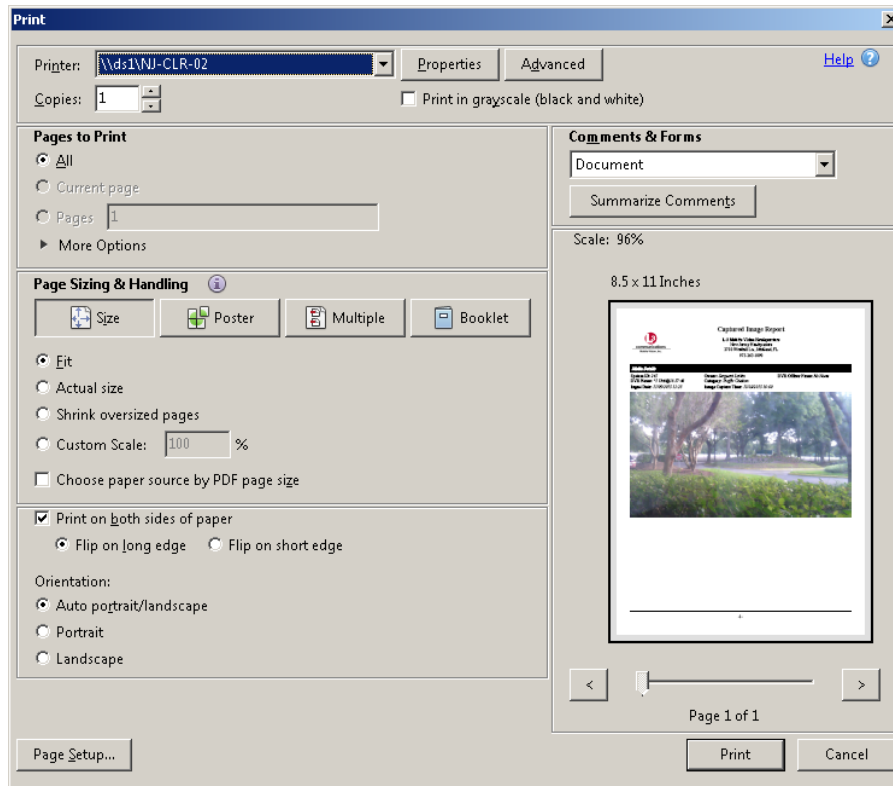 Print
Printer: \\ds1\NJ-CLR-02 Properties Advanced Help
Copies: 1 Print in grayscale (black and white)
Pages to Print
All
Current page
Pages 1
More Options
Comments & Forms
Document
Summarize Comments
Page Sizing & Handling
Size Poster Multiple Booklet
Fit
Actual size
Shrink oversized pages
Custom Scale: 100 %
Choose paper source by PDF page size
Print on both sides of paper
Flip on long edge Flip on short edge
Orientation:
Auto portrait/landscape
Portrait
Landscape
Scale: 96%
8.5 x 11 Inches
Captured Image Report
< >
Page 1 of 1
Page Setup... Print Cancel